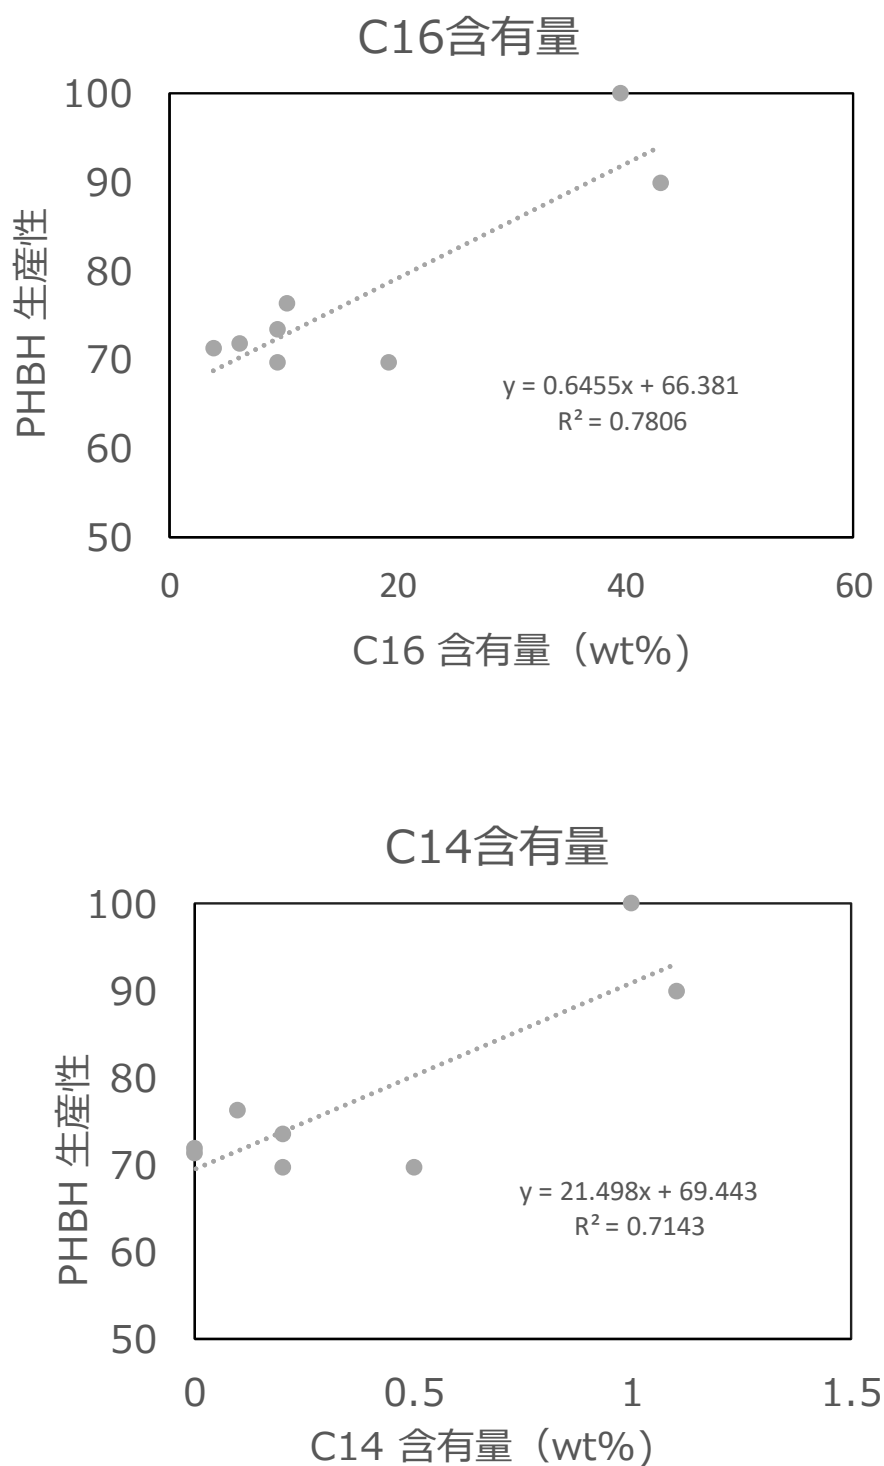 C16含有量
100
90
80
70
60
50
PHBH 生産性
y = 0.6455x + 66.381
R² = 0.7806
0 20 40 60
C16 含有量（wt%)
C14含有量
100
90
80
70
60
50
PHBH 生産性
y = 21.498x + 69.443
R² = 0.7143
0 0.5 1 1.5
C14 含有量（wt%)